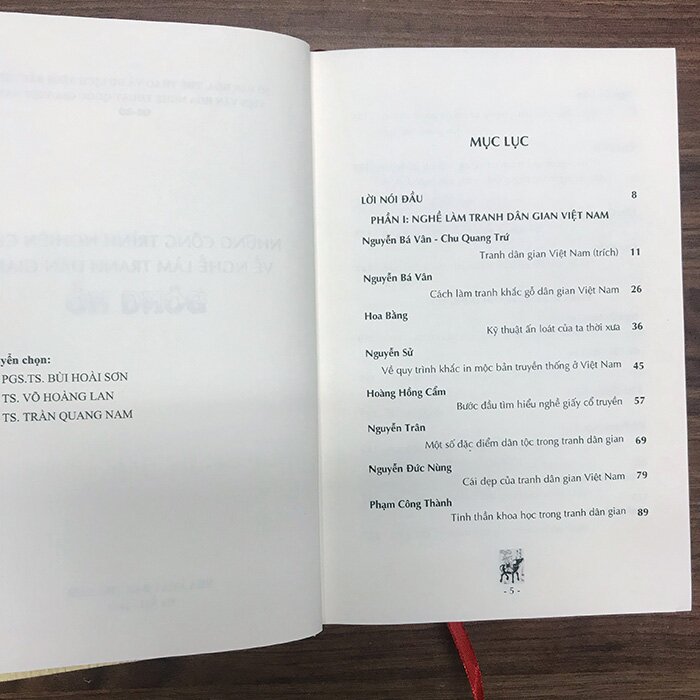 yển chọn:
PGS.TS. BÙI HOÀI SƠN
TS. VÕ HOÀNG LAN
TS. TRẦN QUANG NAM
MỤC LỤC
LỜI NÓI ĐẦU 8
PHẦN I: NGHỀ LÀM TRANH DÂN GIAN VIỆT NAM
Nguyễn Bá Vân - Chu Quang Trứ
Tranh dân gian Việt Nam (trích) 11
Nguyễn Bá Vân
Cách làm tranh khắc gỗ dân gian Việt Nam 26
Hoa Bằng
Kỹ thuật ấn loát của ta thời xưa 36
Nguyễn Sử
Về quy trình khắc in mộc bản truyền thống ở Việt Nam 45
Hoàng Hồng Cẩm
Bước đầu tìm hiểu nghề giấy cổ truyền 57
Nguyễn Trân
Một số đặc điểm dân tộc trong tranh dân gian 69
Nguyễn Đức Nùng
Cái đẹp của tranh dân gian Việt Nam 79
Phạm Công Thành
Tinh thần khoa học trong tranh dân gian 89
- 5 -